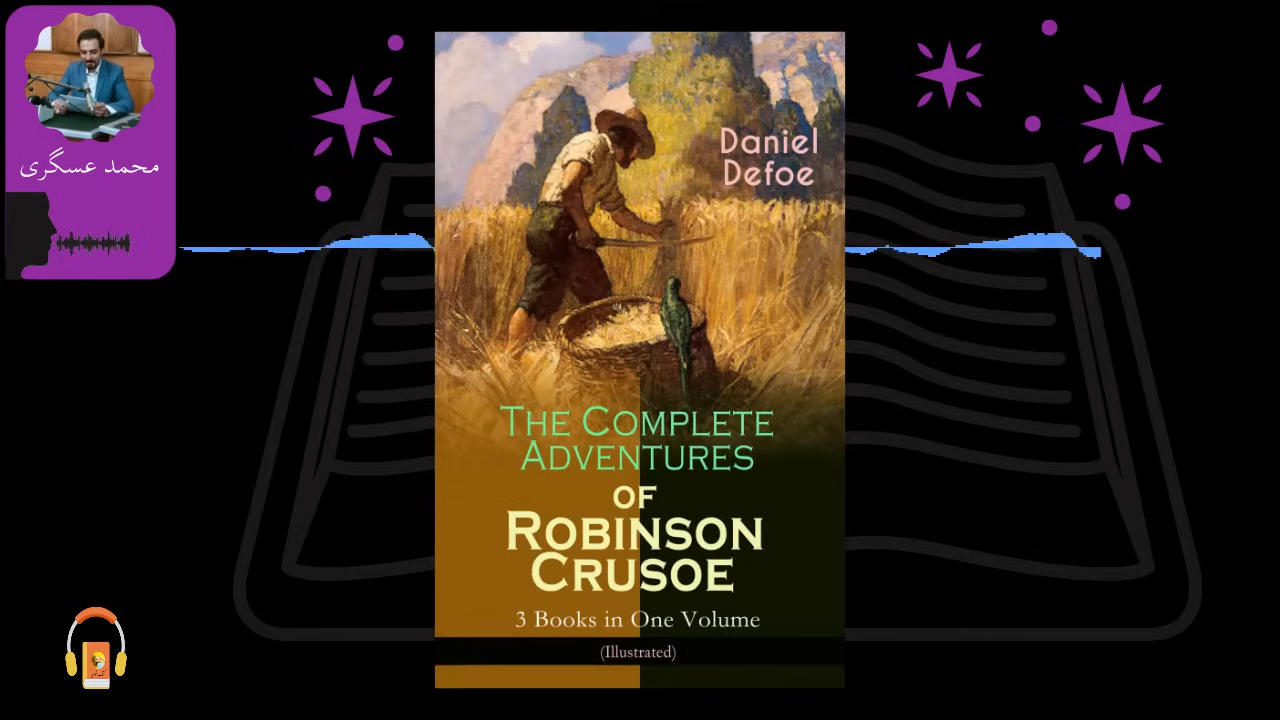 محمد عسگری
Daniel
Defoe
The Complete
Adventures
of
Robinson
Crusoe
3 Books in One Volume
(Illustrated)